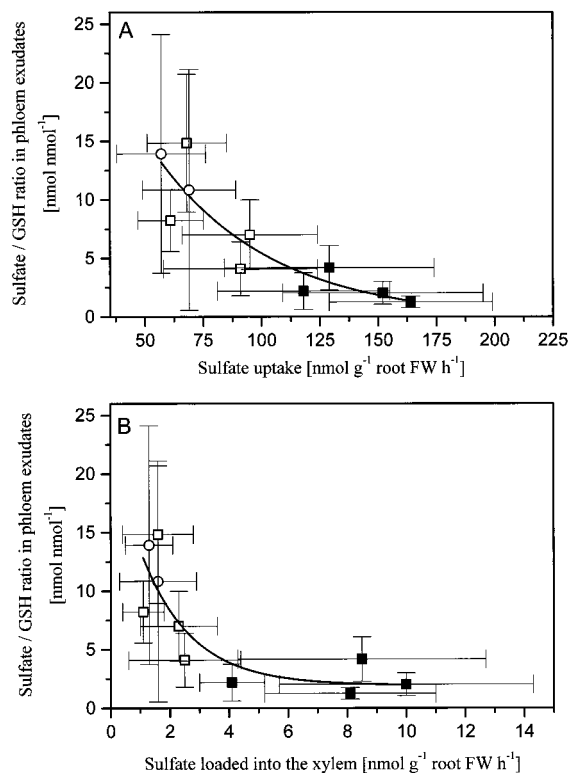 A
Sulfate / GSH ratio in phloem exudates
[nmol nmol⁻¹]
25
20
15
10
5
0
50 75 100 125 150 175 200 225
Sulfate uptake [nmol g⁻¹ root FW h⁻¹]
B
Sulfate / GSH ratio in phloem exudates
[nmol nmol⁻¹]
25
20
15
10
5
0
0 2 4 6 8 10 12 14
Sulfate loaded into the xylem [nmol g⁻¹ root FW h⁻¹]